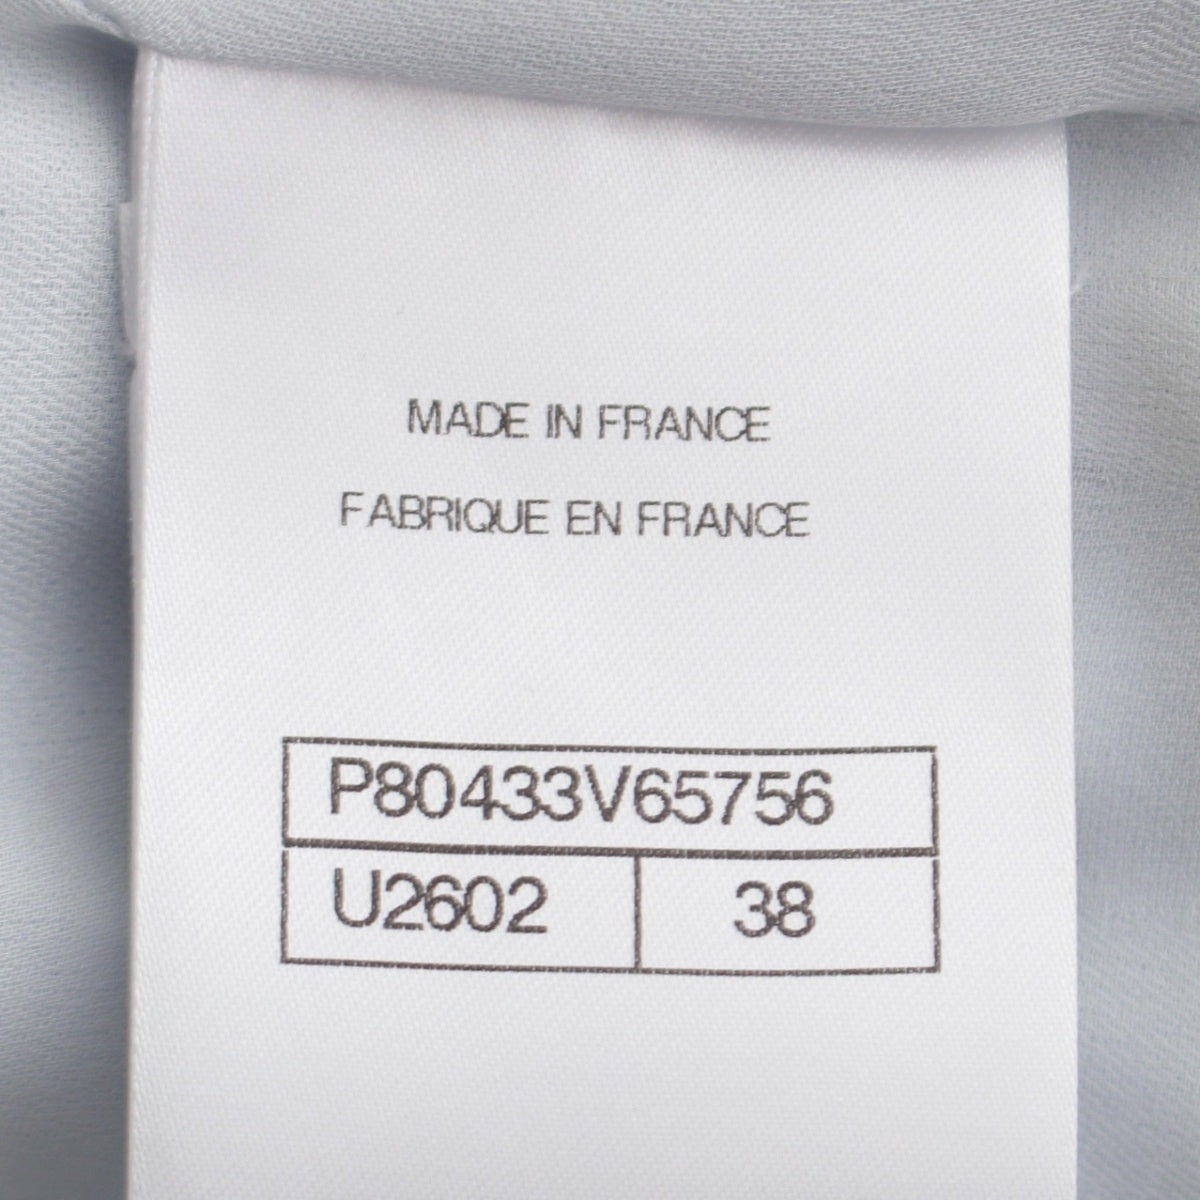 MADE IN FRANCE
FABRIQUE EN FRANCE
P80433V65756
U2602 38